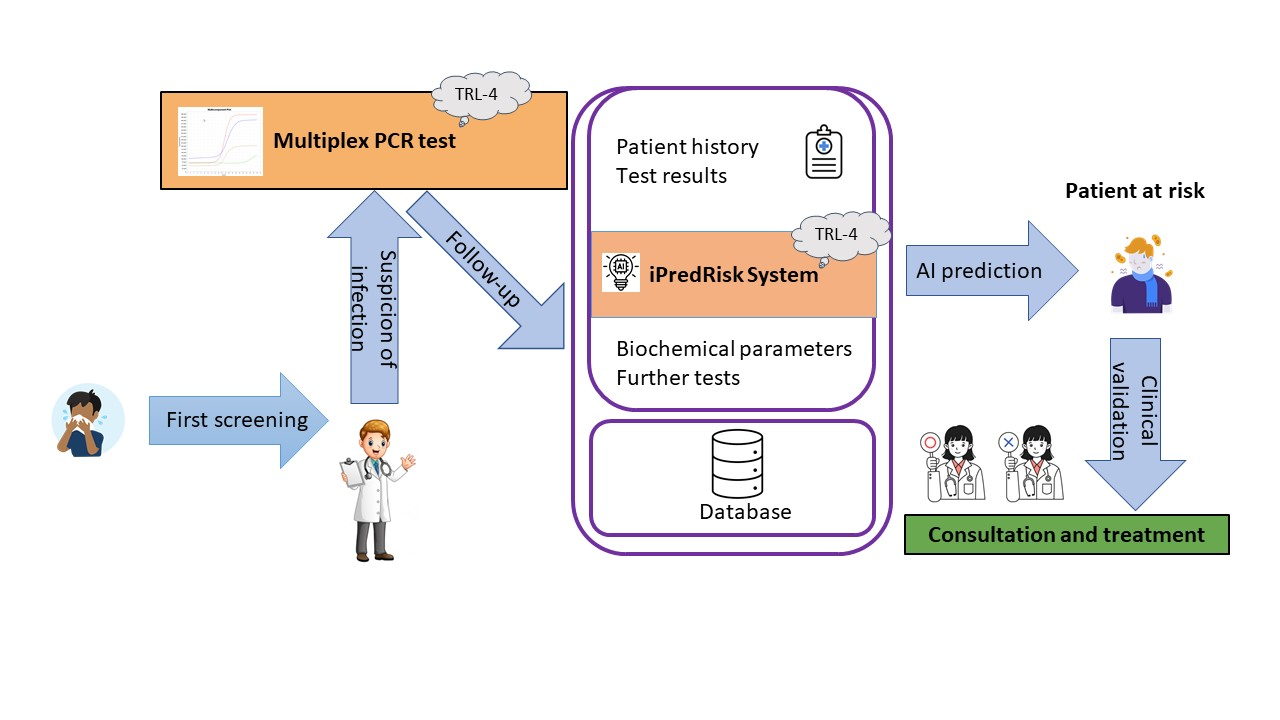 TRL-4
Multiplex PCR test
Patient history
Test results
Patient at risk
TRL-4
Suspicion of
infection
Follow-up
AI
iPredRisk System
AI prediction
Biochemical parameters
Further tests
First screening
Clinical
validation
Database
Consultation and treatment